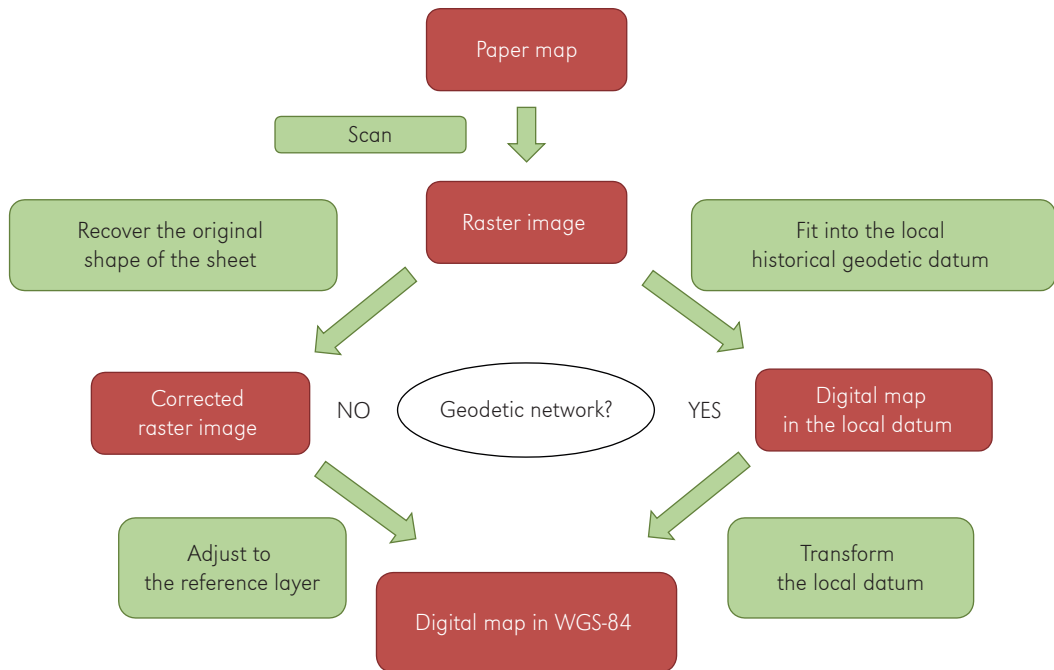 Paper map
Scan
Raster image
Recover the original
shape of the sheet
Fit into the local
historical geodetic datum
Corrected
raster image
NO
Geodetic network?
YES
Digital map
in the local datum
Adjust to
the reference layer
Transform
the local datum
Digital map in WGS-84